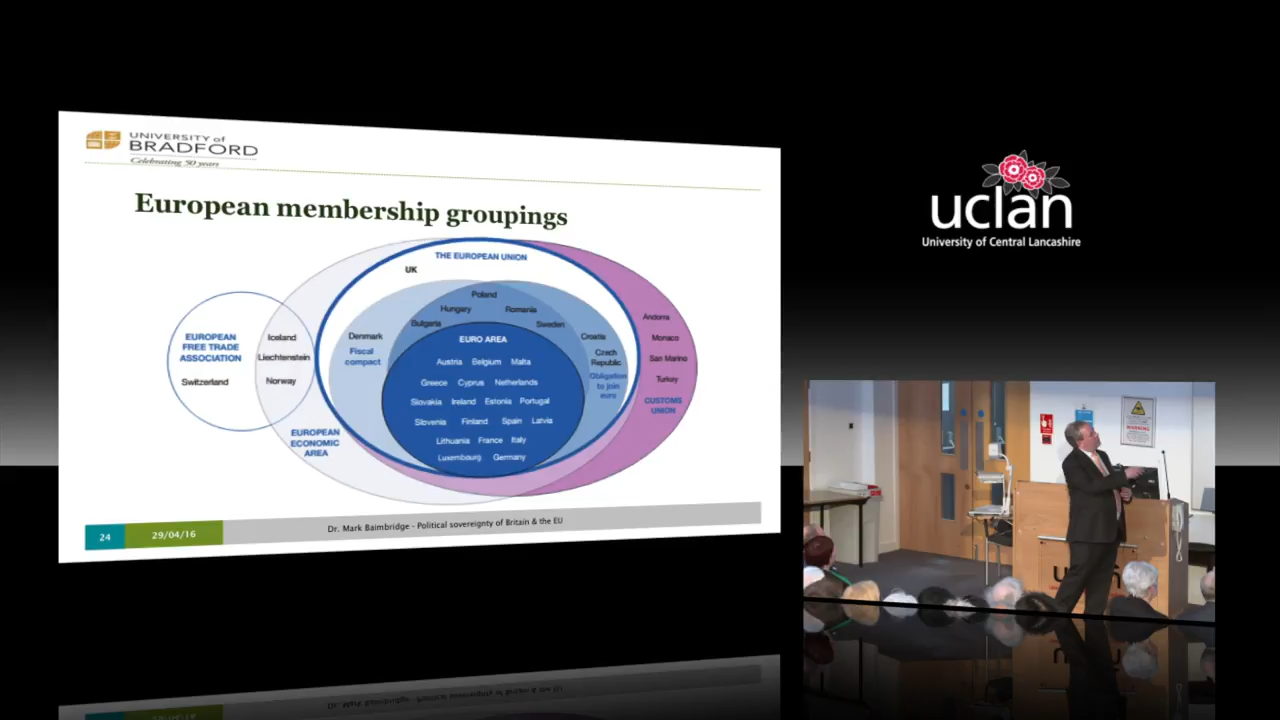 UNIVERSITY of
BRADFORD
Celebrating 50 years
European membership groupings
THE EUROPEAN UNION
UK
Poland
Hungary Romania
Bulgaria Sweden
Denmark
Fiscal
compact
Croatia
Czech
Republic
Obligation
to join
euro
EURO AREA
Austria Belgium Malta
Greece Cyprus Netherlands
Slovakia Ireland Estonia Portugal
Slovenia Finland Spain Latvia
Lithuania France Italy
Luxembourg Germany
EUROPEAN
FREE TRADE
ASSOCIATION
Switzerland
Iceland
Liechtenstein
Norway
EUROPEAN
ECONOMIC
AREA
Andorra
Monaco
San Marino
Turkey
CUSTOMS
UNION
24
29/04/16
Dr. Mark Baimbridge - Political sovereignty of Britain & the EU
uclan
University of Central Lancashire
WARNING